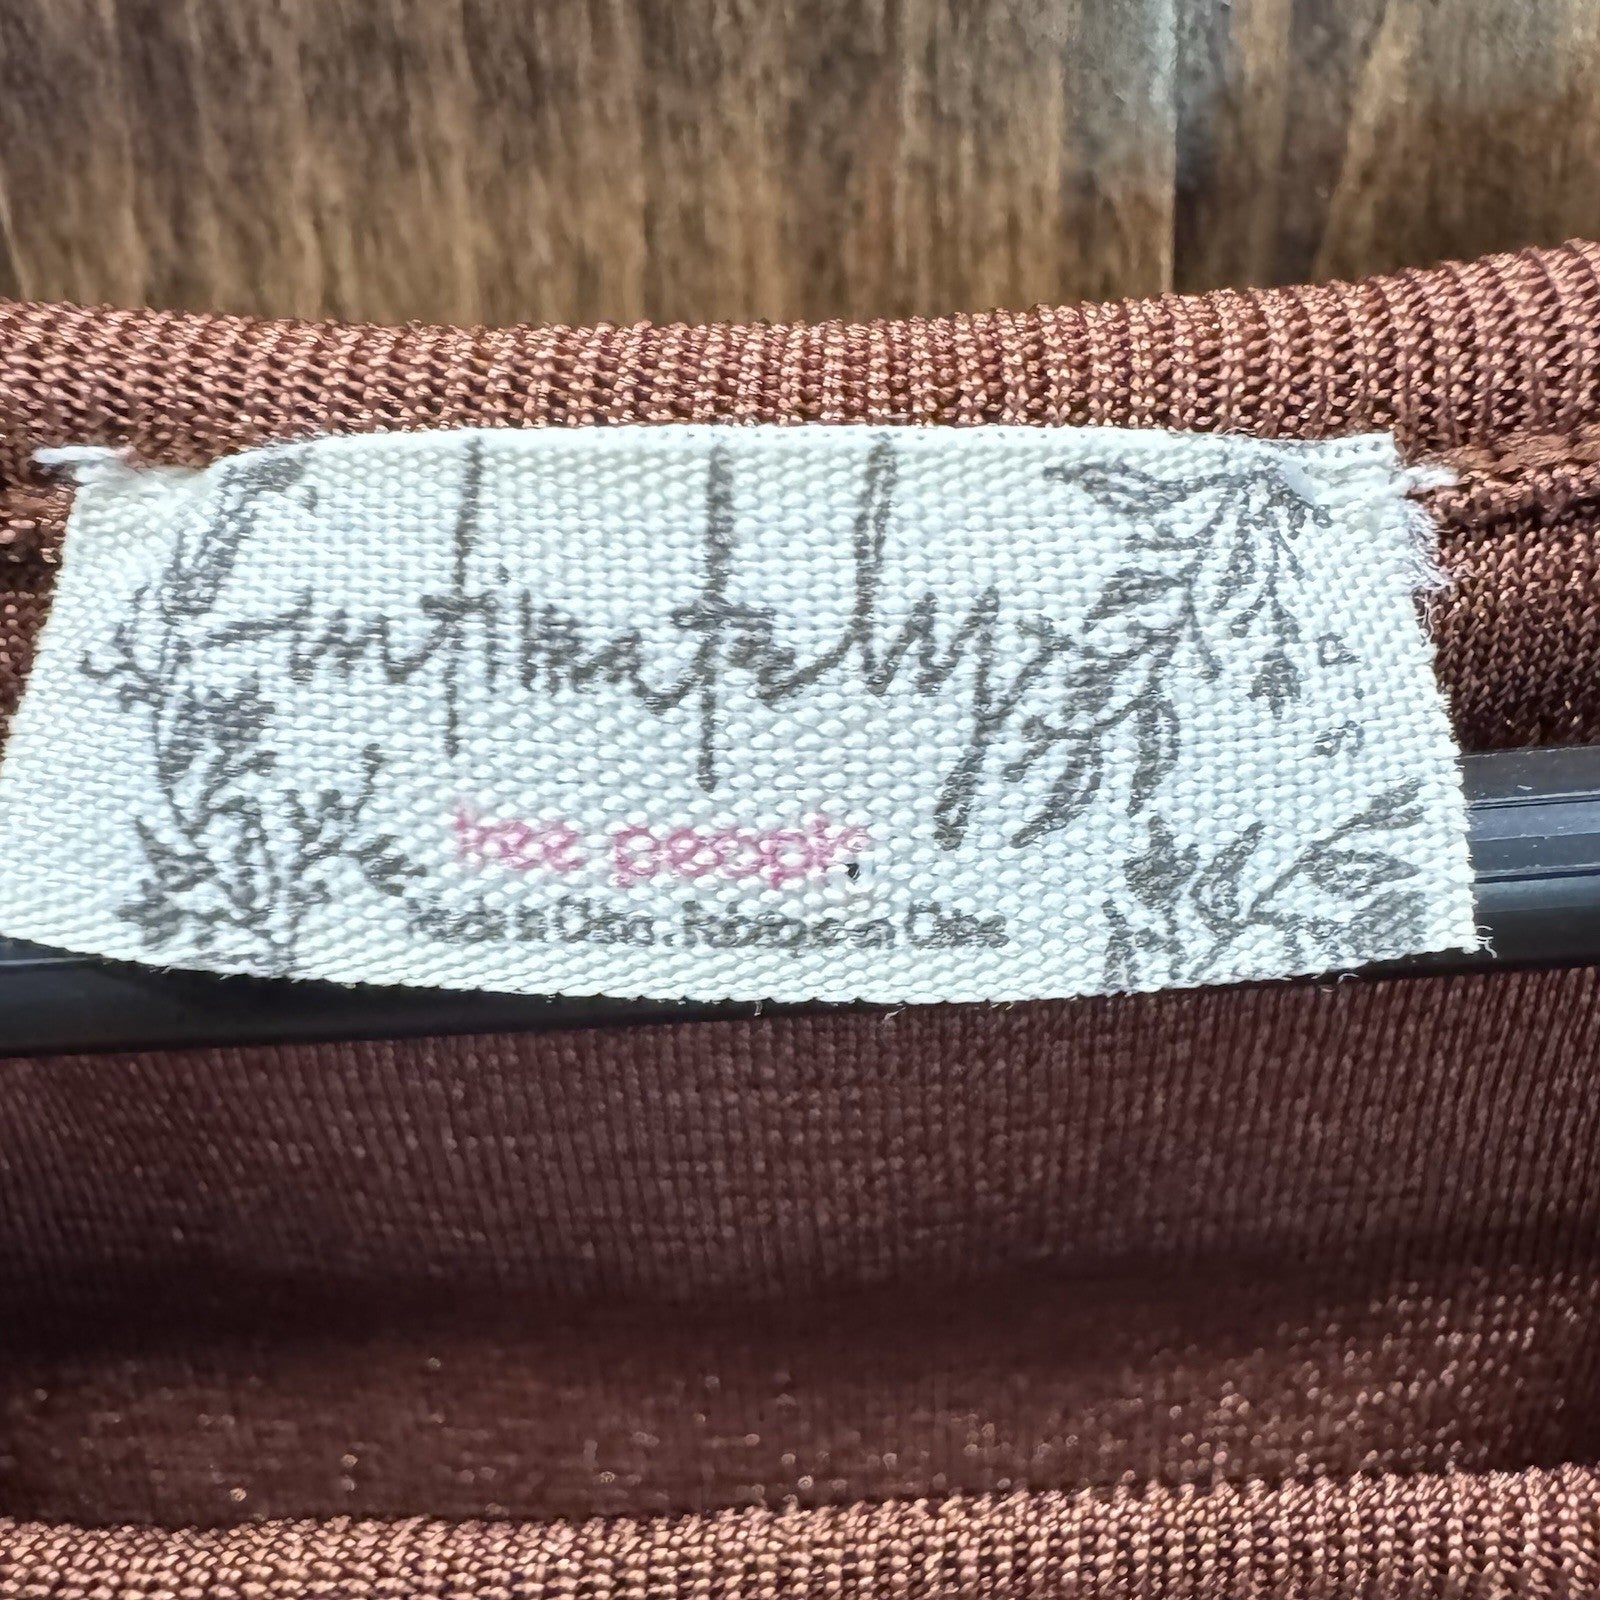 intimately
free people
Made in China. Fabriqué en Chine